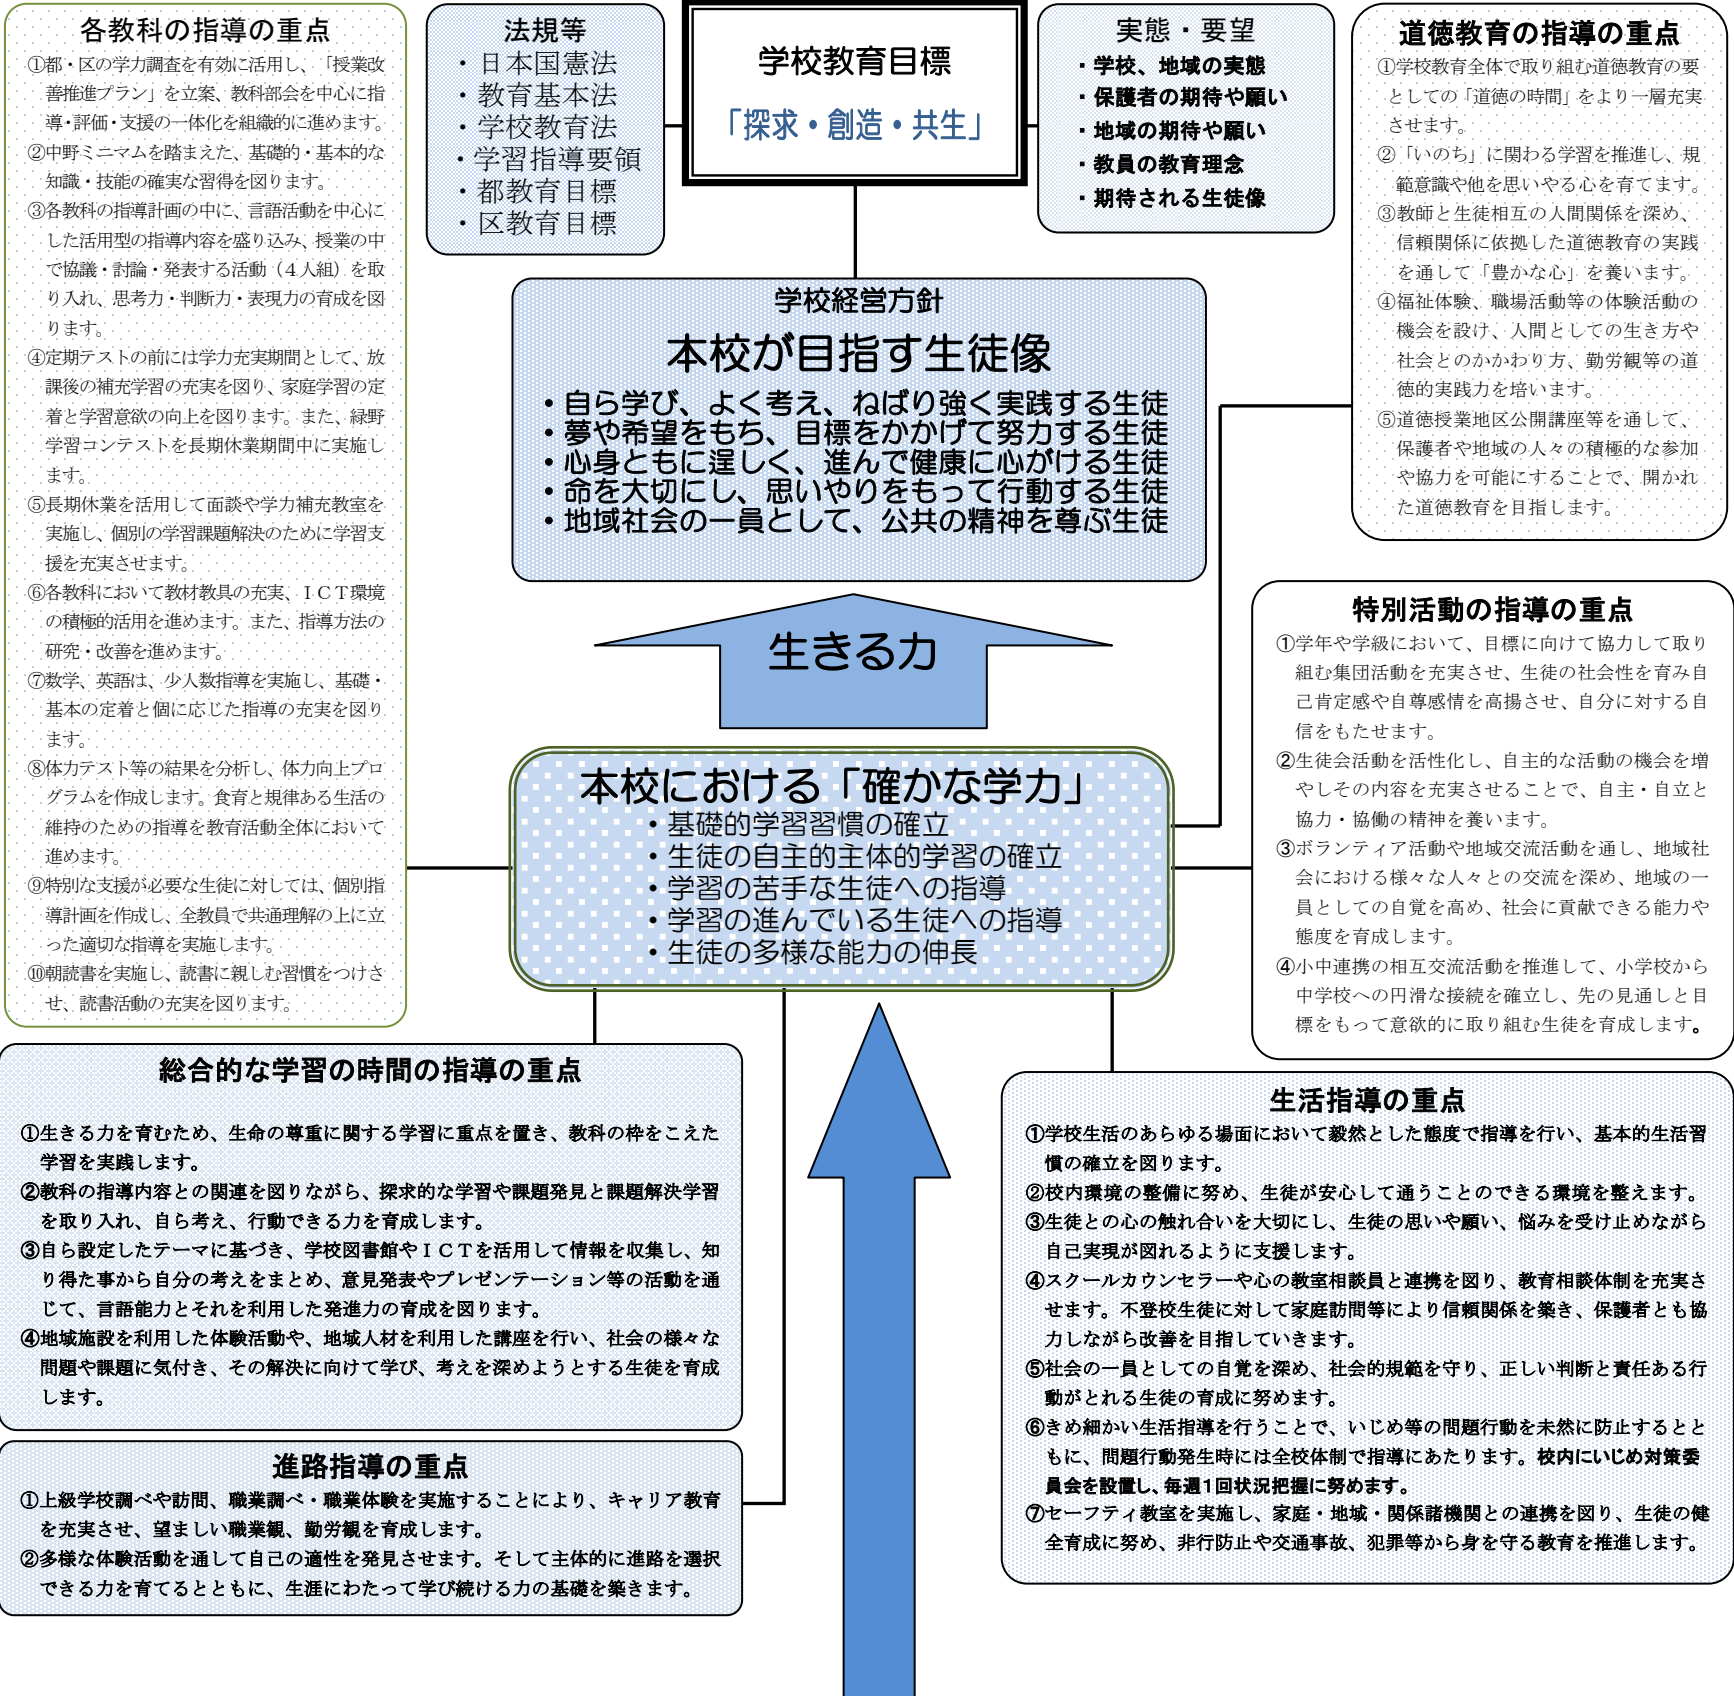 各教科の指導の重点
①都・区の学力調査を有効に活用し、「授業改
善推進プラン」を立案、教科部会を中心に指
導・評価・支援の一体化を組織的に進めます。
②中野ミニマムを踏まえた、基礎的・基本的な
知識・技能の確実な習得を図ります。
③各教科の指導計画の中に、言語活動を中心に
した活用型の指導内容を盛り込み、授業の中
で協議・討論・発表する活動（４人組）を取
り入れ、思考力・判断力・表現力の育成を図
ります。
④定期テストの前には学力充実期間として、放
課後の補充学習の充実を図り、家庭学習の定
着と学習意欲の向上を図ります。また、緑野
学習コンテストを長期休業期間中に実施し
ます。
⑤長期休業を活用して面談や学力補充教室を
実施し、個別の学習課題解決のために学習支
援を充実させます。
⑥各教科において教材教具の充実、ＩＣＴ環境
の積極的活用を進めます。また、指導方法の
研究・改善を進めます。
⑦数学、英語は、少人数指導を実施し、基礎・
基本の定着と個に応じた指導の充実を図り
ます。
⑧体力テスト等の結果を分析し、体力向上プロ
グラムを作成します。食育と規律ある生活の
維持のための指導を教育活動全体において
進めます。
⑨特別な支援が必要な生徒に対しては、個別指
導計画を作成し、全教員で共通理解の上に立
った適切な指導を実施します。
⑩朝読書を実施し、読書に親しむ習慣をつけさ
せ、読書活動の充実を図ります。
法規等
・日本国憲法
・教育基本法
・学校教育法
・学習指導要領
・都教育目標
・区教育目標
学校教育目標
「探求・創造・共生」
実態・要望
・学校、地域の実態
・保護者の期待や願い
・地域の期待や願い
・教員の教育理念
・期待される生徒像
道徳教育の指導の重点
①学校教育全体で取り組む道徳教育の要
としての「道徳の時間」をより一層充実
させます。
②「いのち」に関わる学習を推進し、規
範意識や他を思いやる心を育てます。
③教師と生徒相互の人間関係を深め、
信頼関係に依拠した道徳教育の実践
を通して「豊かな心」を養います。
④福祉体験、職場活動等の体験活動の
機会を設け、人間としての生き方や
社会とのかかわり方、勤労観等の道
徳的実践力を培います。
⑤道徳授業地区公開講座等を通して、
保護者や地域の人々の積極的な参加
や協力を可能にすることで、開かれ
た道徳教育を目指します。
学校経営方針
本校が目指す生徒像
・自ら学び、よく考え、ねばり強く実践する生徒
・夢や希望をもち、目標をかかげて努力する生徒
・心身ともに逞しく、進んで健康に心がける生徒
・命を大切にし、思いやりをもって行動する生徒
・地域社会の一員として、公共の精神を尊ぶ生徒
生きる力
特別活動の指導の重点
①学年や学級において、目標に向けて協力して取り
組む集団活動を充実させ、生徒の社会性を育み自
己肯定感や自尊感情を高揚させ、自分に対する自
信をもたせます。
②生徒会活動を活性化し、自主的な活動の機会を増
やしその内容を充実させることで、自主・自立と
協力・協働の精神を養います。
③ボランティア活動や地域交流活動を通し、地域社
会における様々な人々との交流を深め、地域の一
員としての自覚を高め、社会に貢献できる能力や
態度を育成します。
④小中連携の相互交流活動を推進して、小学校から
中学校への円滑な接続を確立し、先の見通しと目
標をもって意欲的に取り組む生徒を育成します。
本校における「確かな学力」
・基礎的学習習慣の確立
・生徒の自主的主体的学習の確立
・学習の苦手な生徒への指導
・学習の進んでいる生徒への指導
・生徒の多様な能力の伸長
総合的な学習の時間の指導の重点
①生きる力を育むため、生命の尊重に関する学習に重点を置き、教科の枠をこえた
学習を実践します。
②教科の指導内容との関連を図りながら、探求的な学習や課題発見と課題解決学習
を取り入れ、自ら考え、行動できる力を育成します。
③自ら設定したテーマに基づき、学校図書館やＩＣＴを活用して情報を収集し、知
り得た事から自分の考えをまとめ、意見発表やプレゼンテーション等の活動を通
じて、言語能力とそれを利用した発進力の育成を図ります。
④地域施設を利用した体験活動や、地域人材を利用した講座を行い、社会の様々な
問題や課題に気付き、その解決に向けて学び、考えを深めようとする生徒を育成
します。
進路指導の重点
①上級学校調べや訪問、職業調べ・職業体験を実施することにより、キャリア教育
を充実させ、望ましい職業観、勤労観を育成します。
②多様な体験活動を通して自己の適性を発見させます。そして主体的に進路を選択
できる力を育てるとともに、生涯にわたって学び続ける力の基礎を築きます。
生活指導の重点
①学校生活のあらゆる場面において毅然とした態度で指導を行い、基本的生活習
慣の確立を図ります。
②校内環境の整備に努め、生徒が安心して通うことのできる環境を整えます。
③生徒との心の触れ合いを大切にし、生徒の思いや願い、悩みを受け止めながら
自己実現が図れるように支援します。
④スクールカウンセラーや心の教室相談員と連携を図り、教育相談体制を充実さ
せます。不登校生徒に対して家庭訪問等により信頼関係を築き、保護者とも協
力しながら改善を目指していきます。
⑤社会の一員としての自覚を深め、社会的規範を守り、正しい判断と責任ある行
動がとれる生徒の育成に努めます。
⑥きめ細かい生活指導を行うことで、いじめ等の問題行動を未然に防止するとと
もに、問題行動発生時には全校体制で指導にあたります。校内にいじめ対策委
員会を設置し、毎週１回状況把握に努めます。
⑦セーフティ教室を実施し、家庭・地域・関係諸機関との連携を図り、生徒の健
全育成に努め、非行防止や交通事故、犯罪等から身を守る教育を推進します。